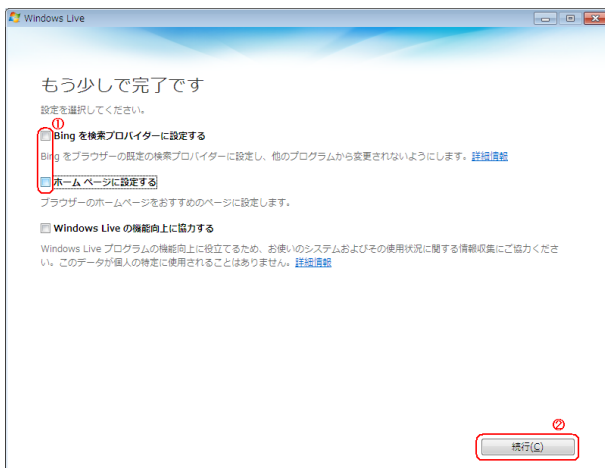 Windows Live
もう少しで完了です
設定を選択してください。
①
Bing を検索プロバイダーに設定する
Bing をブラウザーの既定の検索プロバイダーに設定し、他のプログラムから変更されないようにします。詳細情報
ホーム ページに設定する
ブラウザーのホームページをおすすめのページに設定します。
Windows Live の機能向上に協力する
Windows Live プログラムの機能向上に役立てるため、お使いのシステムおよびその使用状況に関する情報収集にご協力くださ
い。このデータが個人の特定に使用されることはありません。詳細情報
②
続行(C)